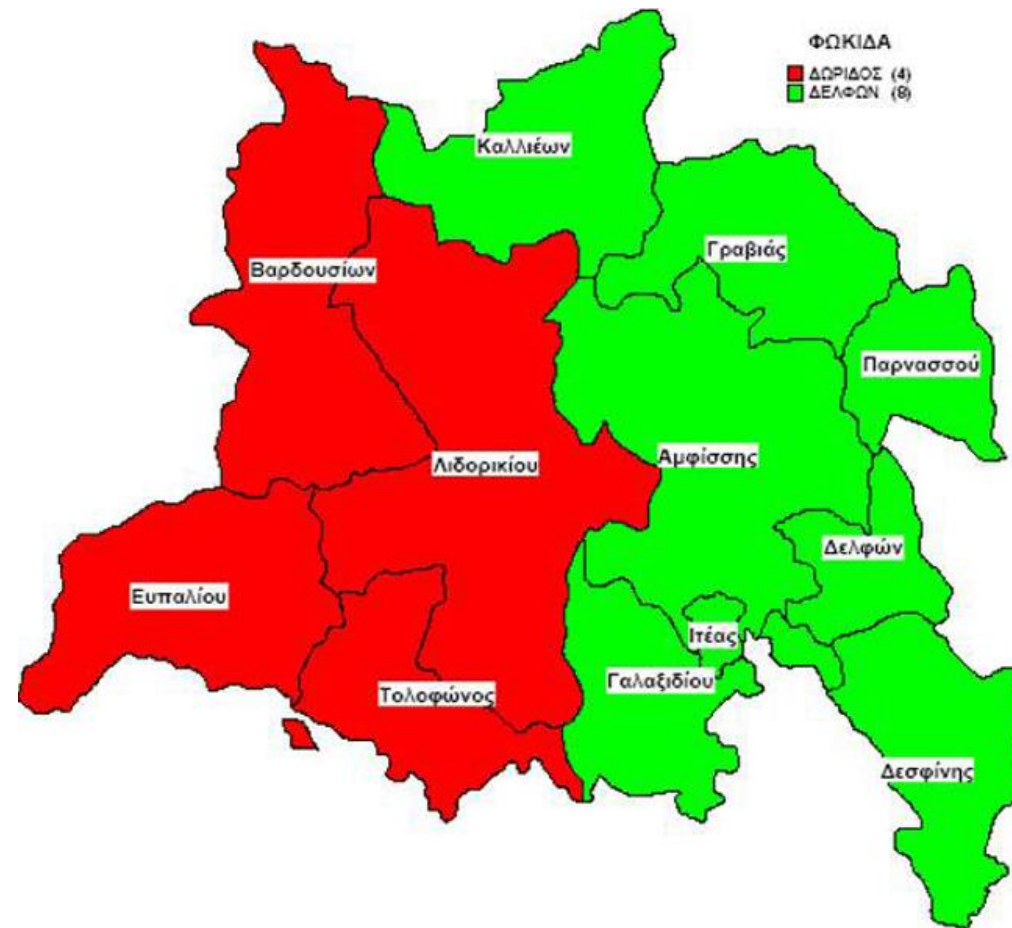 ΦΩΚΙΔΑ
ΔΩΡΙΔΟΣ (4)
ΔΕΛΦΩΝ (8)
Καλλιέων
Γραβιάς
Βαρδουσίων
Παρνασσού
Λιδορικίου
Αμφίσσης
Δελφών
Ευπαλίου
Ιτέας
Γαλαξιδίου
Τολοφώνος
Δεσφίνης